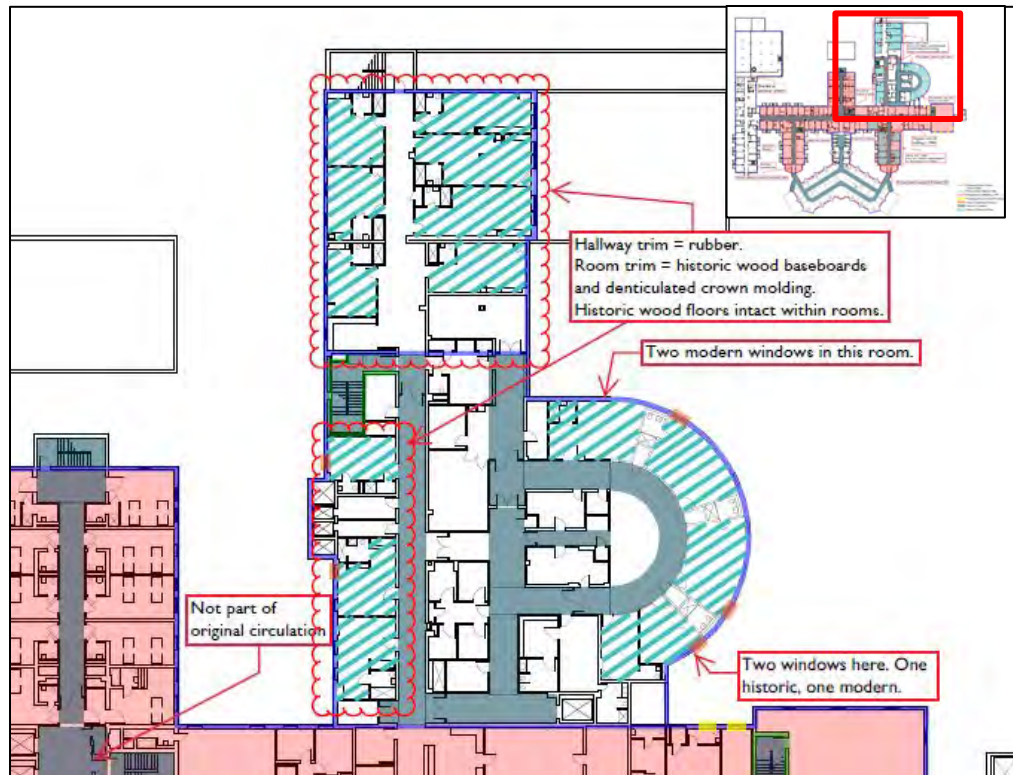 Hallway trim = rubber.
Room trim = historic wood baseboards
and denticulated crown molding.
Historic wood floors intact within rooms.
Two modern windows in this room.
Not part of
original circulation
Two windows here. One
historic, one modern.